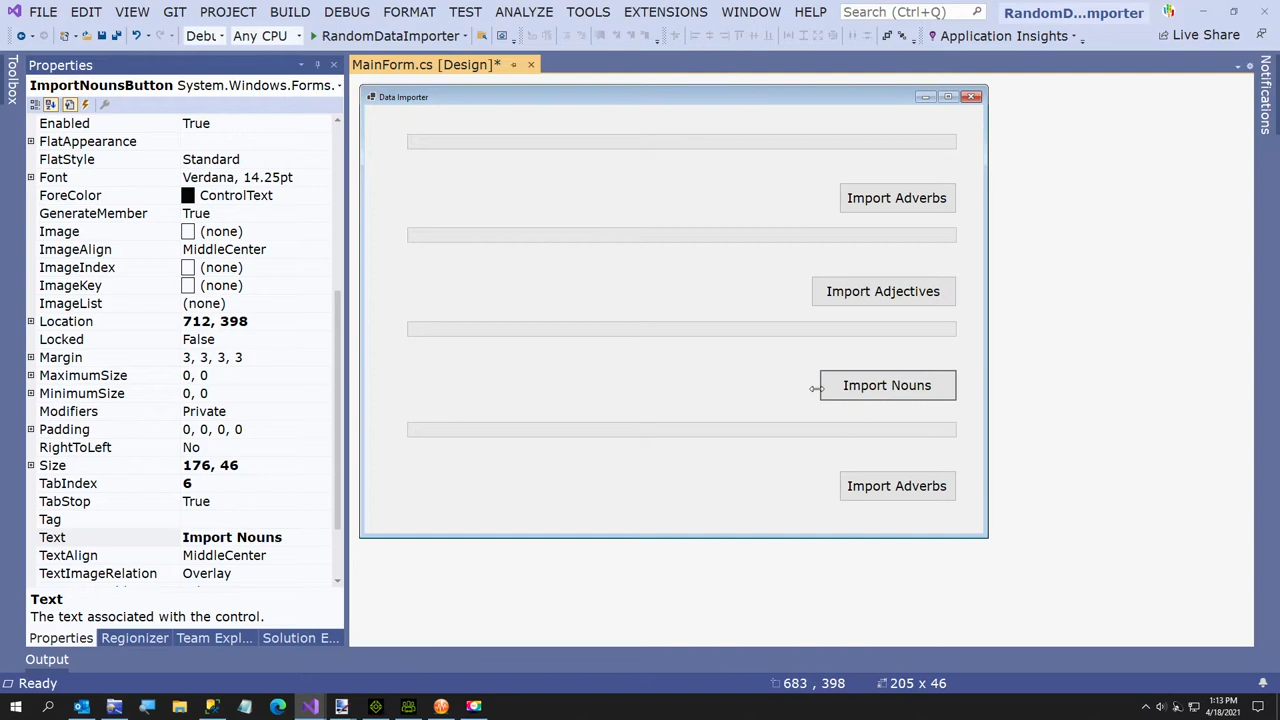 FILE EDIT VIEW GIT PROJECT BUILD DEBUG FORMAT TEST ANALYZE TOOLS EXTENSIONS WINDOW HELP Search (Ctrl+Q) RandomD...mporter
Debu Any CPU RandomDataImporter Application Insights Live Share
Toolbox
Properties
MainForm.cs [Design]*
Notifications
ImportNounsButton System.Windows.Forms.
Data Importer
Enabled True
FlatAppearance
FlatStyle Standard
Font Verdana, 14.25pt
ForeColor ControlText
GenerateMember True
Image (none)
ImageAlign MiddleCenter
ImageIndex (none)
ImageKey (none)
ImageList (none)
Location 712, 398
Locked False
Margin 3, 3, 3, 3
MaximumSize 0, 0
MinimumSize 0, 0
Modifiers Private
Padding 0, 0, 0, 0
RightToLeft No
Size 176, 46
TabIndex 6
TabStop True
Tag
Text Import Nouns
TextAlign MiddleCenter
TextImageRelation Overlay
Text
The text associated with the control.
Properties Regionizer Team Expl... Solution E...
Import Adverbs
Import Adjectives
Import Nouns
Import Adverbs
Output
Ready 683 , 398 205 x 46
1:13 PM
4/18/2021